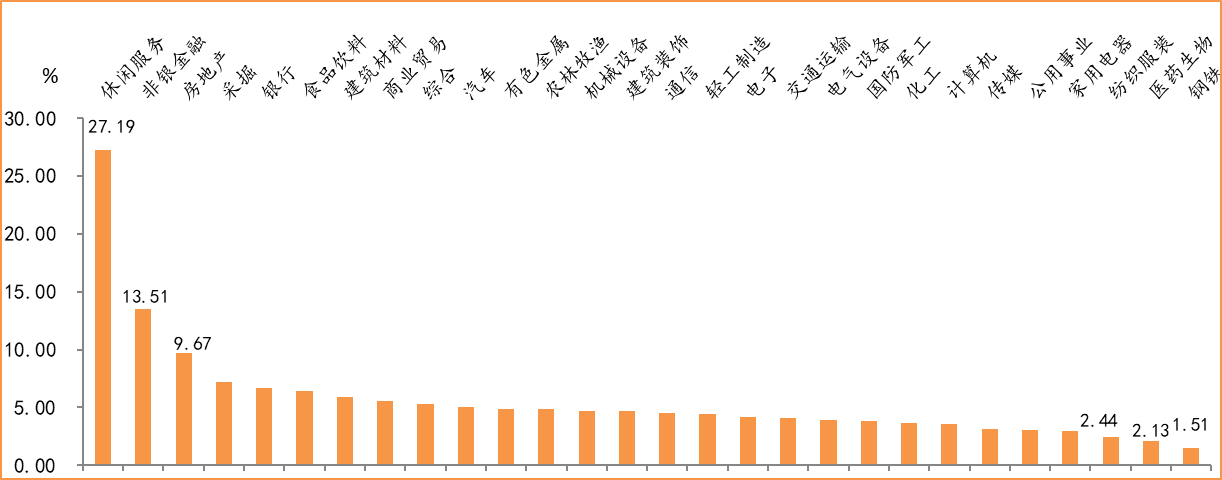 %
休闲服务
非银金融
房地产
采掘
银行
食品饮料
建筑材料
商业贸易
综合
汽车
有色金属
农林牧渔
机械设备
建筑装饰
通信
轻工制造
电子
交通运输
电气设备
国防军工
化工
计算机
传媒
公用事业
家用电器
纺织服装
医药生物
钢铁
30.00
25.00
20.00
15.00
10.00
5.00
0.00
27.19
13.51
9.67
2.44
2.13
1.51